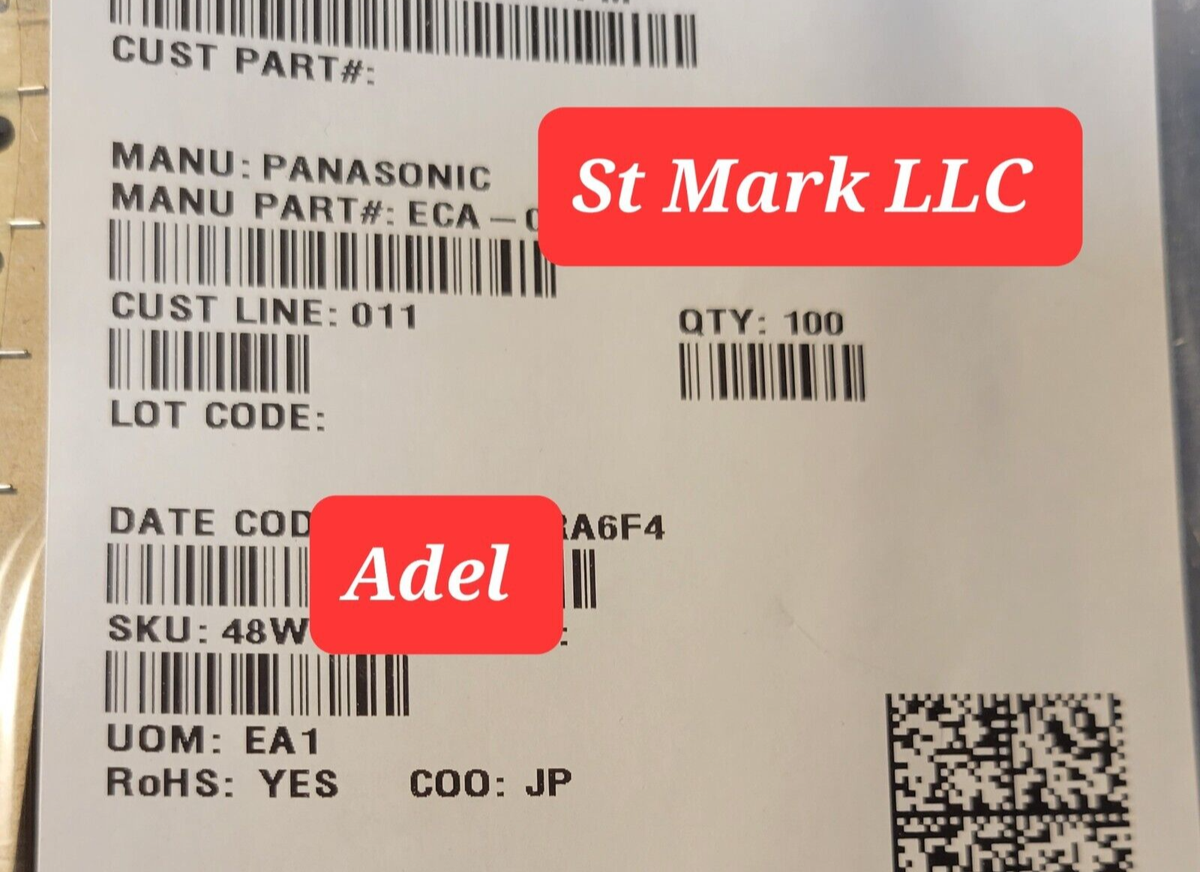 CUST PART#:
MANU: PANASONIC
MANU PART#: ECA –
St Mark LLC
CUST LINE: 011
QTY: 100
LOT CODE:
DATE COD
A6F4
Adel
SKU: 48W
UOM: EA1
RoHS: YES COO: JP